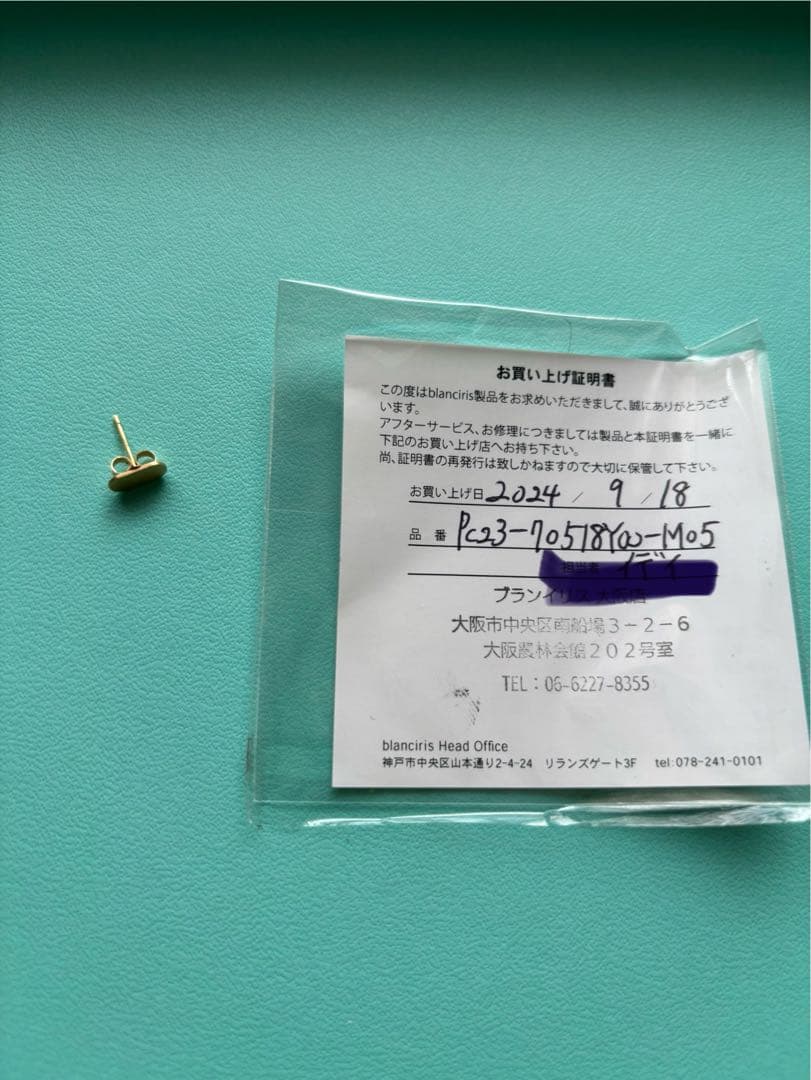 お買い上げ証明書
この度はblanciris製品をお求めいただきまして、誠にありがとうござ
います。
アフターサービス、お修理につきましては製品と本証明書を一緒に
下記のお買い上げ店へお持ち下さい。
尚、証明書の再発行は致しかねますので大切に保管して下さい。
お買い上げ日 2024 / 9 / 18
品 番 PC23-70518Y00-M05
担当者
ブランイリス 大阪店
大阪市中央区南船場3-2-6
大阪農林会館202号室
TEL:06-6227-8355
blanciris Head Office
神戸市中央区山本通り2-4-24 リランズゲート3F tel:078-241-0101